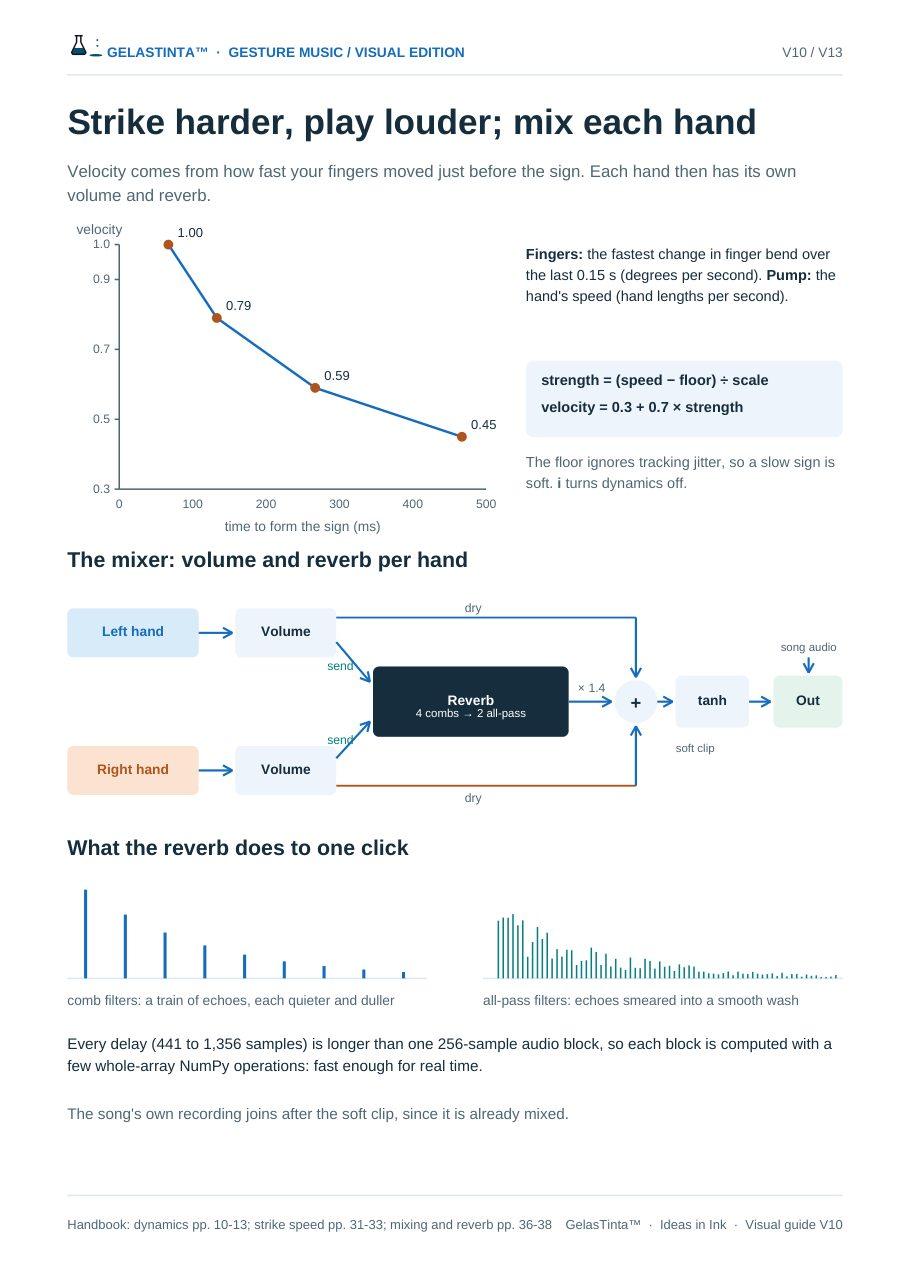 GELASTINTA™ · GESTURE MUSIC / VISUAL EDITION
V10 / V13
Strike harder, play louder; mix each hand
Velocity comes from how fast your fingers moved just before the sign. Each hand then has its own
volume and reverb.
velocity
1.0
0.9
0.7
0.5
0.3
1.00
0.79
0.59
0.45
0
100
200
300
400
500
time to form the sign (ms)
Fingers: the fastest change in finger bend over
the last 0.15 s (degrees per second). Pump: the
hand's speed (hand lengths per second).
strength = (speed − floor) ÷ scale
velocity = 0.3 + 0.7 × strength
The floor ignores tracking jitter, so a slow sign is
soft. i turns dynamics off.
The mixer: volume and reverb per hand
dry
Left hand
Volume
send
song audio
Reverb
4 combs → 2 all-pass
× 1.4
+
tanh
Out
soft clip
send
Right hand
Volume
dry
What the reverb does to one click
comb filters: a train of echoes, each quieter and duller
all-pass filters: echoes smeared into a smooth wash
Every delay (441 to 1,356 samples) is longer than one 256-sample audio block, so each block is computed with a
few whole-array NumPy operations: fast enough for real time.
The song's own recording joins after the soft clip, since it is already mixed.
Handbook: dynamics pp. 10-13; strike speed pp. 31-33; mixing and reverb pp. 36-38
GelasTinta™ · Ideas in Ink · Visual guide V10